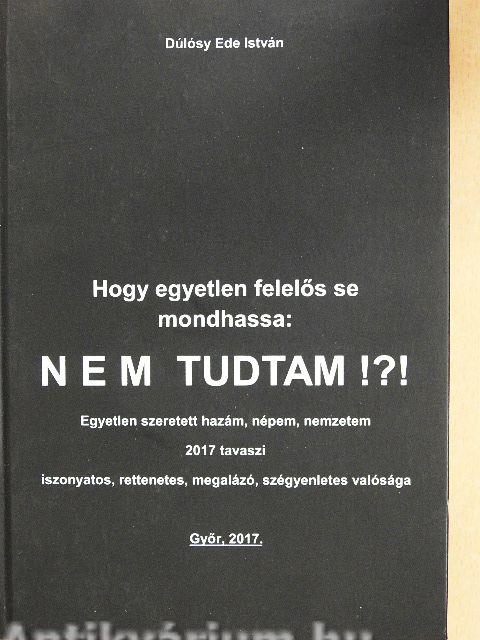 Dúlósy Ede István
Hogy egyetlen felelős se
mondhassa:
N E M TUDTAM !?!
Egyetlen szeretett hazám, népem, nemzetem
2017 tavaszi
iszonyatos, rettenetes, megalázó, szégyenletes valósága
Győr, 2017.
Antikvárium.hu